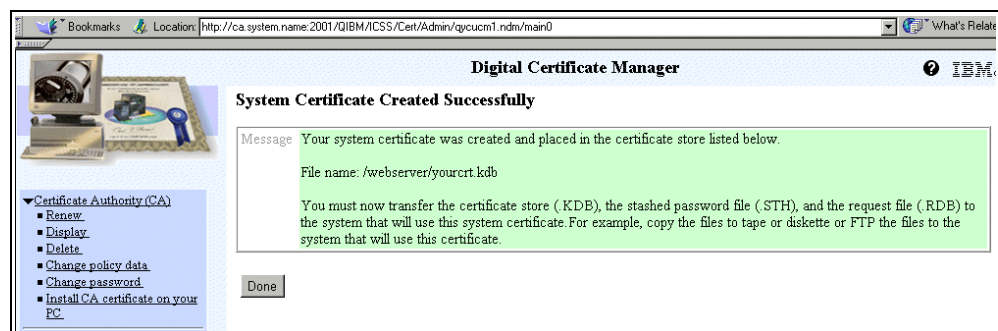 Bookmarks Location: http://ca.system.name:2001/QIBM/ICSS/Cert/Admin/qycucm1.ndm/main0 What's Relate
Digital Certificate Manager
IBM.
System Certificate Created Successfully
Message Your system certificate was created and placed in the certificate store listed below.
File name: /webserver/yourcrt.kdb
You must now transfer the certificate store (.KDB), the stashed password file (.STH), and the request file (.RDB) to
the system that will use this system certificate.For example, copy the files to tape or diskette or FTP the files to the
system that will use this certificate.
Done
Certificate Authority (CA)
Renew
Display
Delete
Change policy data
Change password
Install CA certificate on your
PC